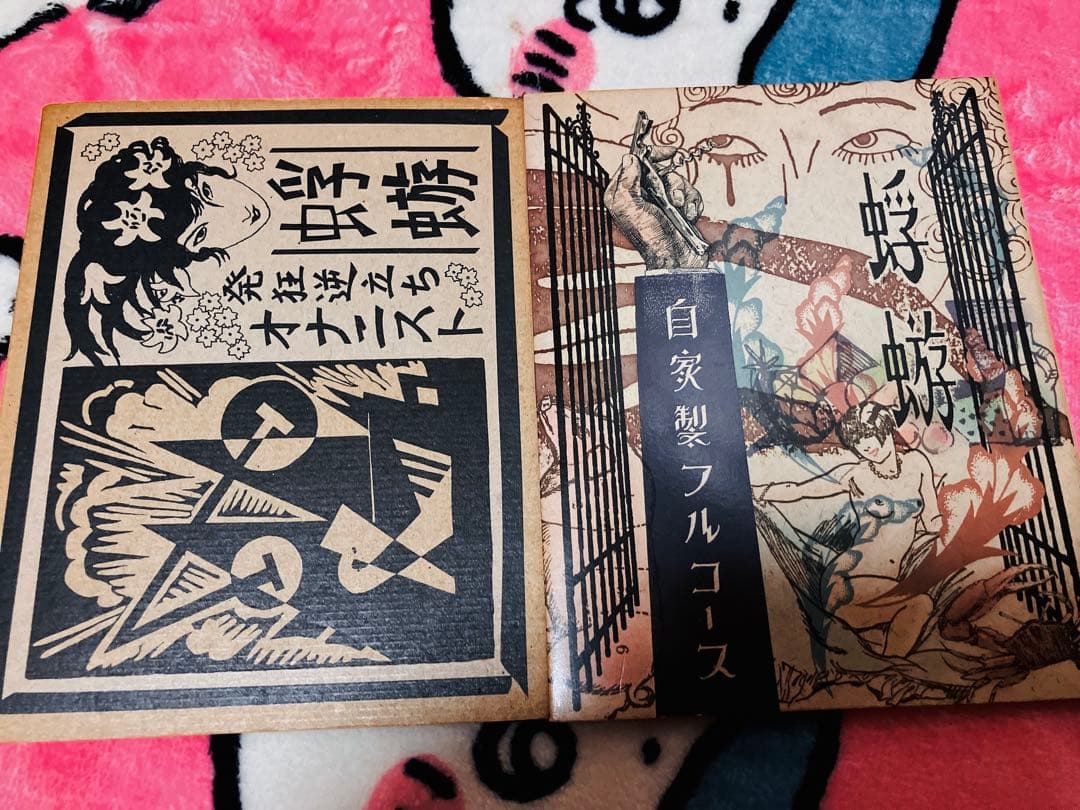 蜉蝣
発狂逆立ち
オナニスト
蜉蝣
自家製フルコース